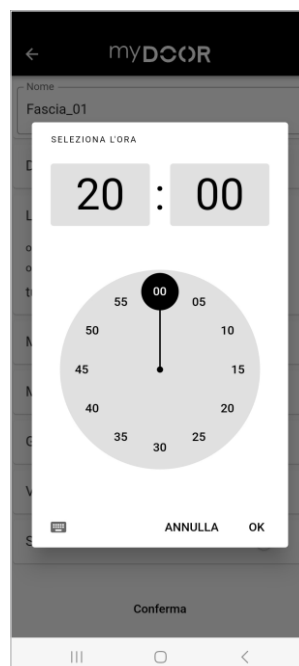 myDOOR
Nome
Fascia_01
SELEZIONA L'ORA
20 : 00
00
55 05
50 10
45 15
40 20
35 25
30
ANNULLA OK
Conferma